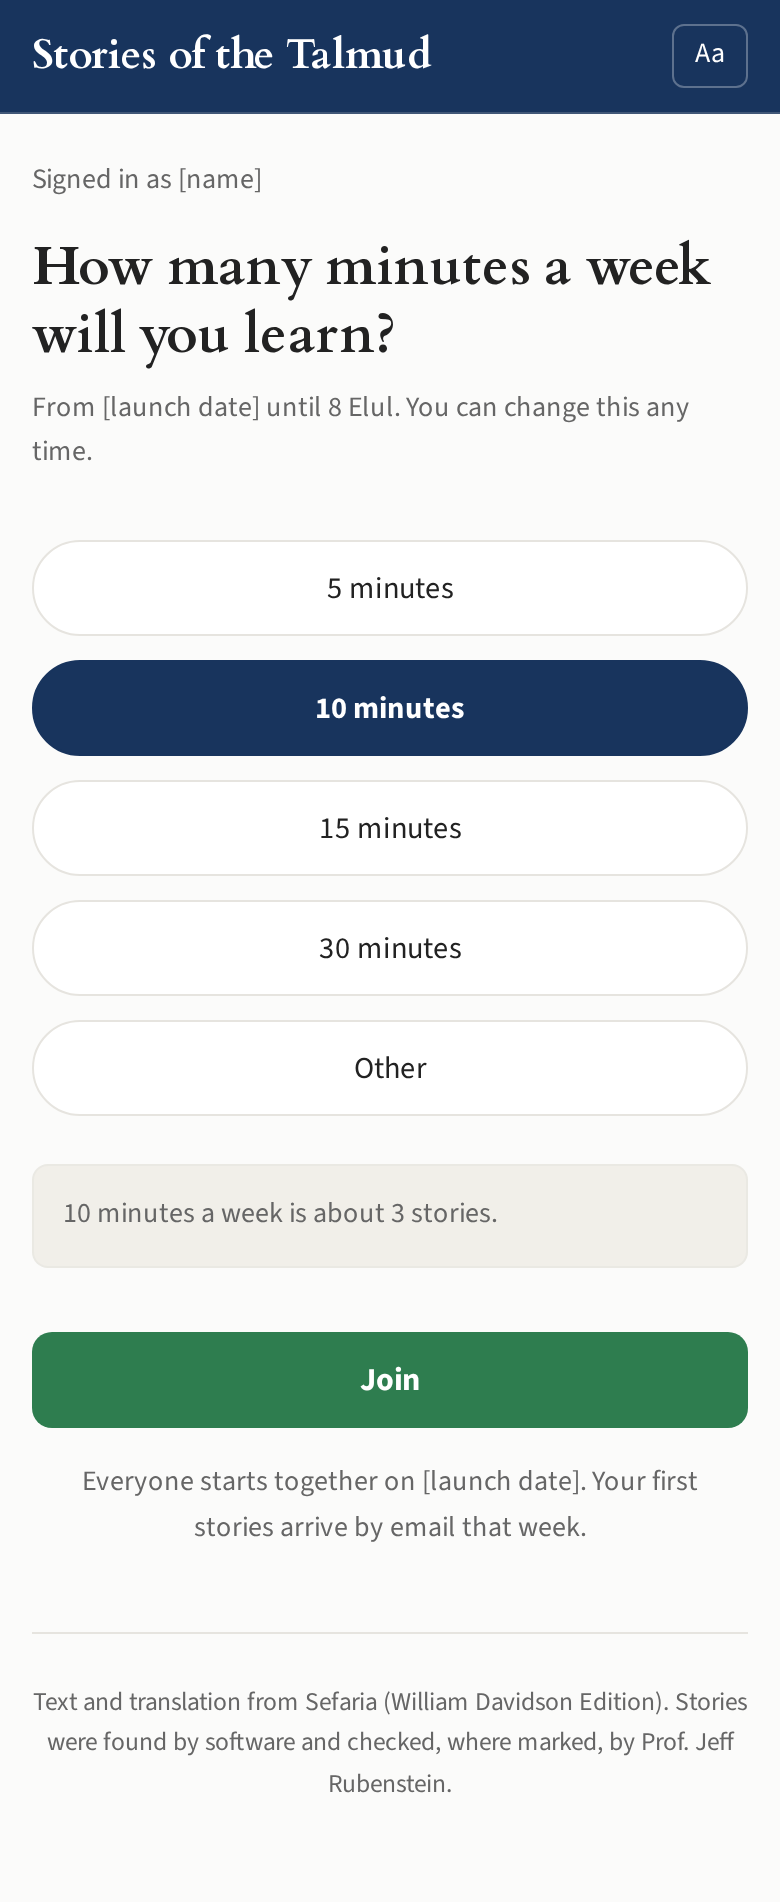 Stories of the Talmud
Aa
Signed in as [name]
How many minutes a week
will you learn?
From [launch date] until 8 Elul. You can change this any
time.
5 minutes
10 minutes
15 minutes
30 minutes
Other
10 minutes a week is about 3 stories.
Join
Everyone starts together on [launch date]. Your first
stories arrive by email that week.
Text and translation from Sefaria (William Davidson Edition). Stories
were found by software and checked, where marked, by Prof. Jeff
Rubenstein.